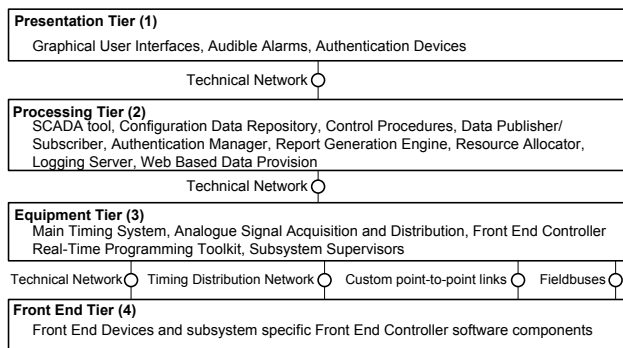 Presentation Tier (1)
Graphical User Interfaces, Audible Alarms, Authentication Devices
Technical Network
Processing Tier (2)
SCADA tool, Configuration Data Repository, Control Procedures, Data Publisher/
Subscriber, Authentication Manager, Report Generation Engine, Resource Allocator,
Logging Server, Web Based Data Provision
Technical Network
Equipment Tier (3)
Main Timing System, Analogue Signal Acquisition and Distribution, Front End Controller
Real-Time Programming Toolkit, Subsystem Supervisors
Technical Network Timing Distribution Network Custom point-to-point links Fieldbuses
Front End Tier (4)
Front End Devices and subsystem specific Front End Controller software components